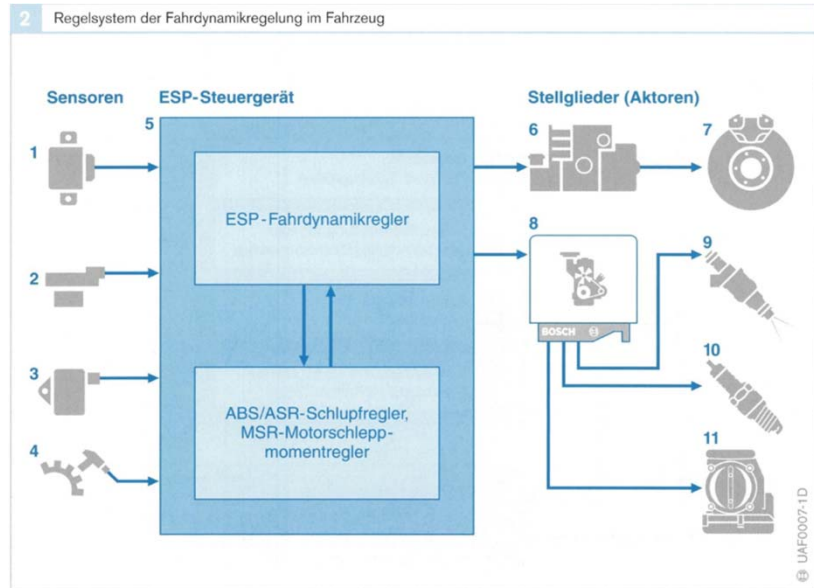 2 Regelsystem der Fahrdynamikregelung im Fahrzeug
Sensoren
ESP-Steuergerät
Stellglieder (Aktoren)
1
2
3
4
5
ESP-Fahrdynamikregler
ABS/ASR-Schlupfregler,
MSR-Motorschlepp-
momentregler
6
7
8
BOSCH
9
10
11
UAF0007-1D